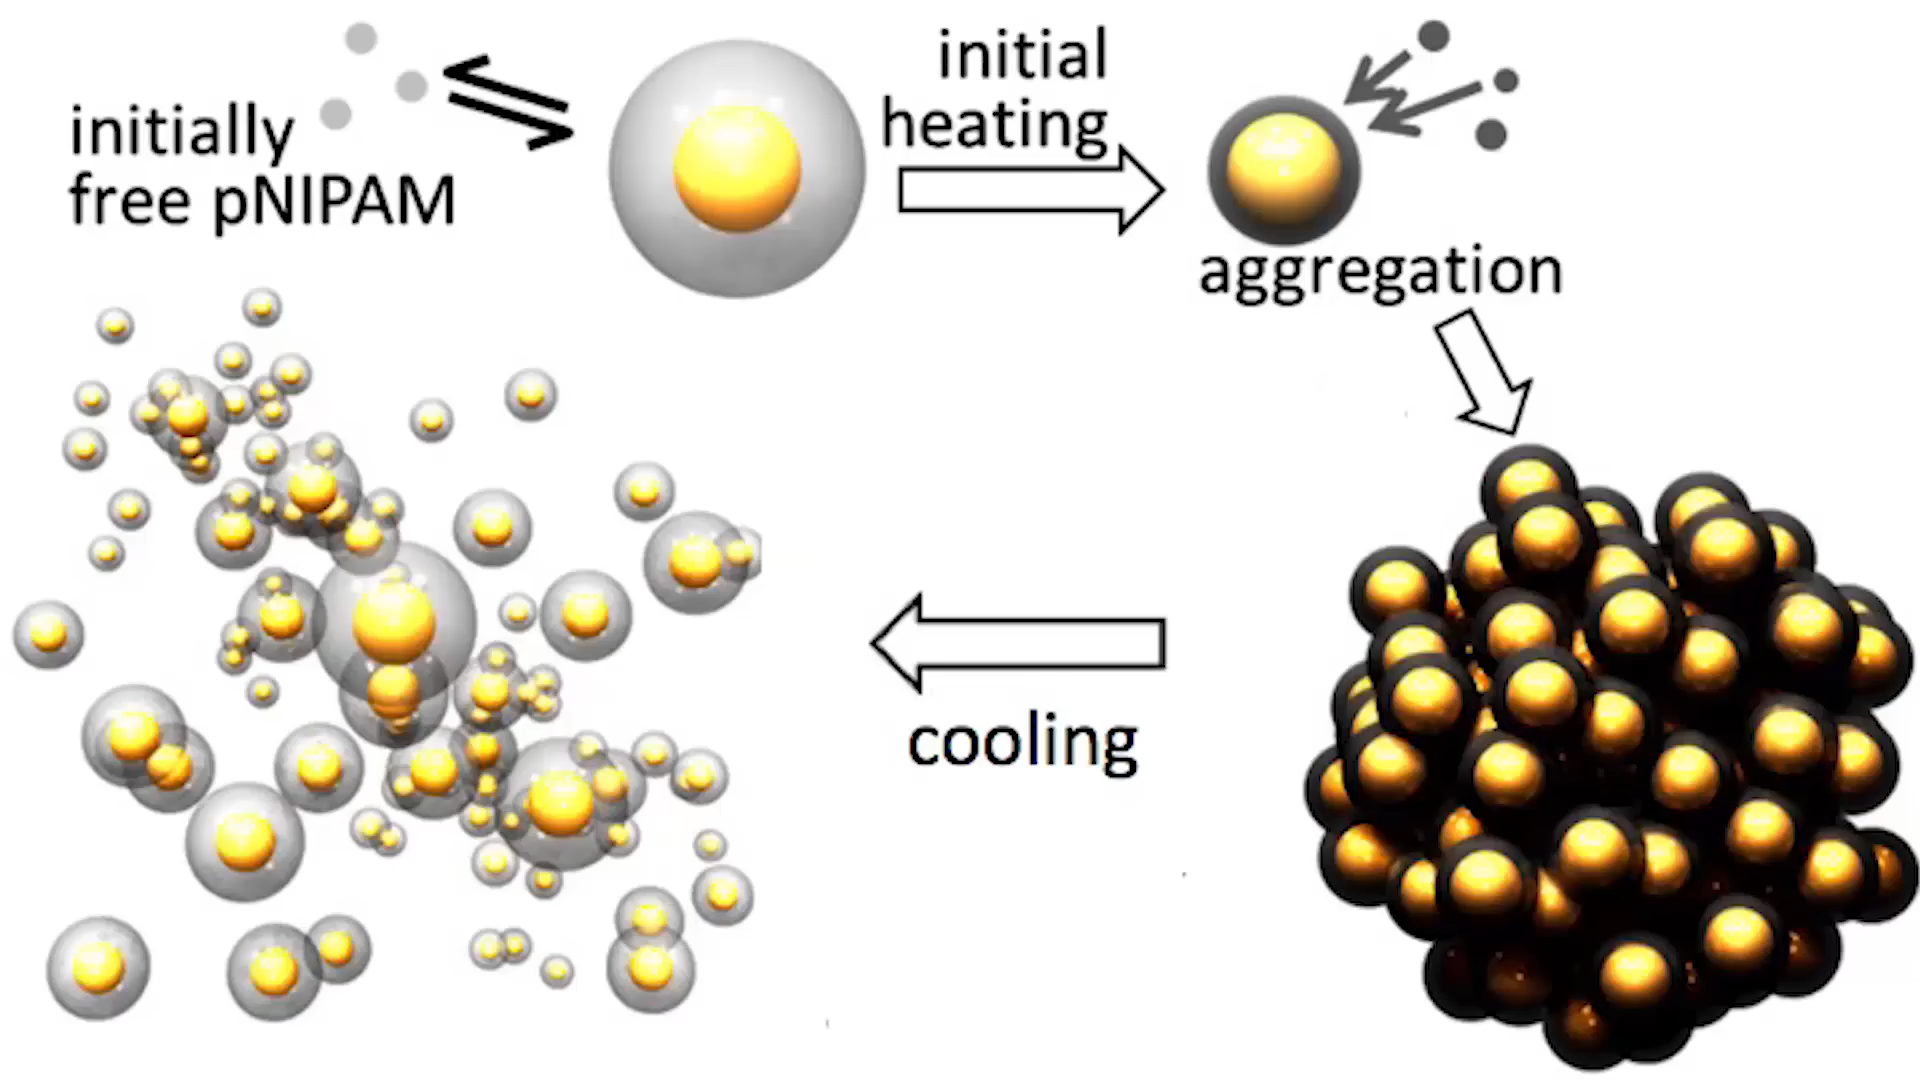 initially
free pNIPAM
initial
heating
aggregation
cooling